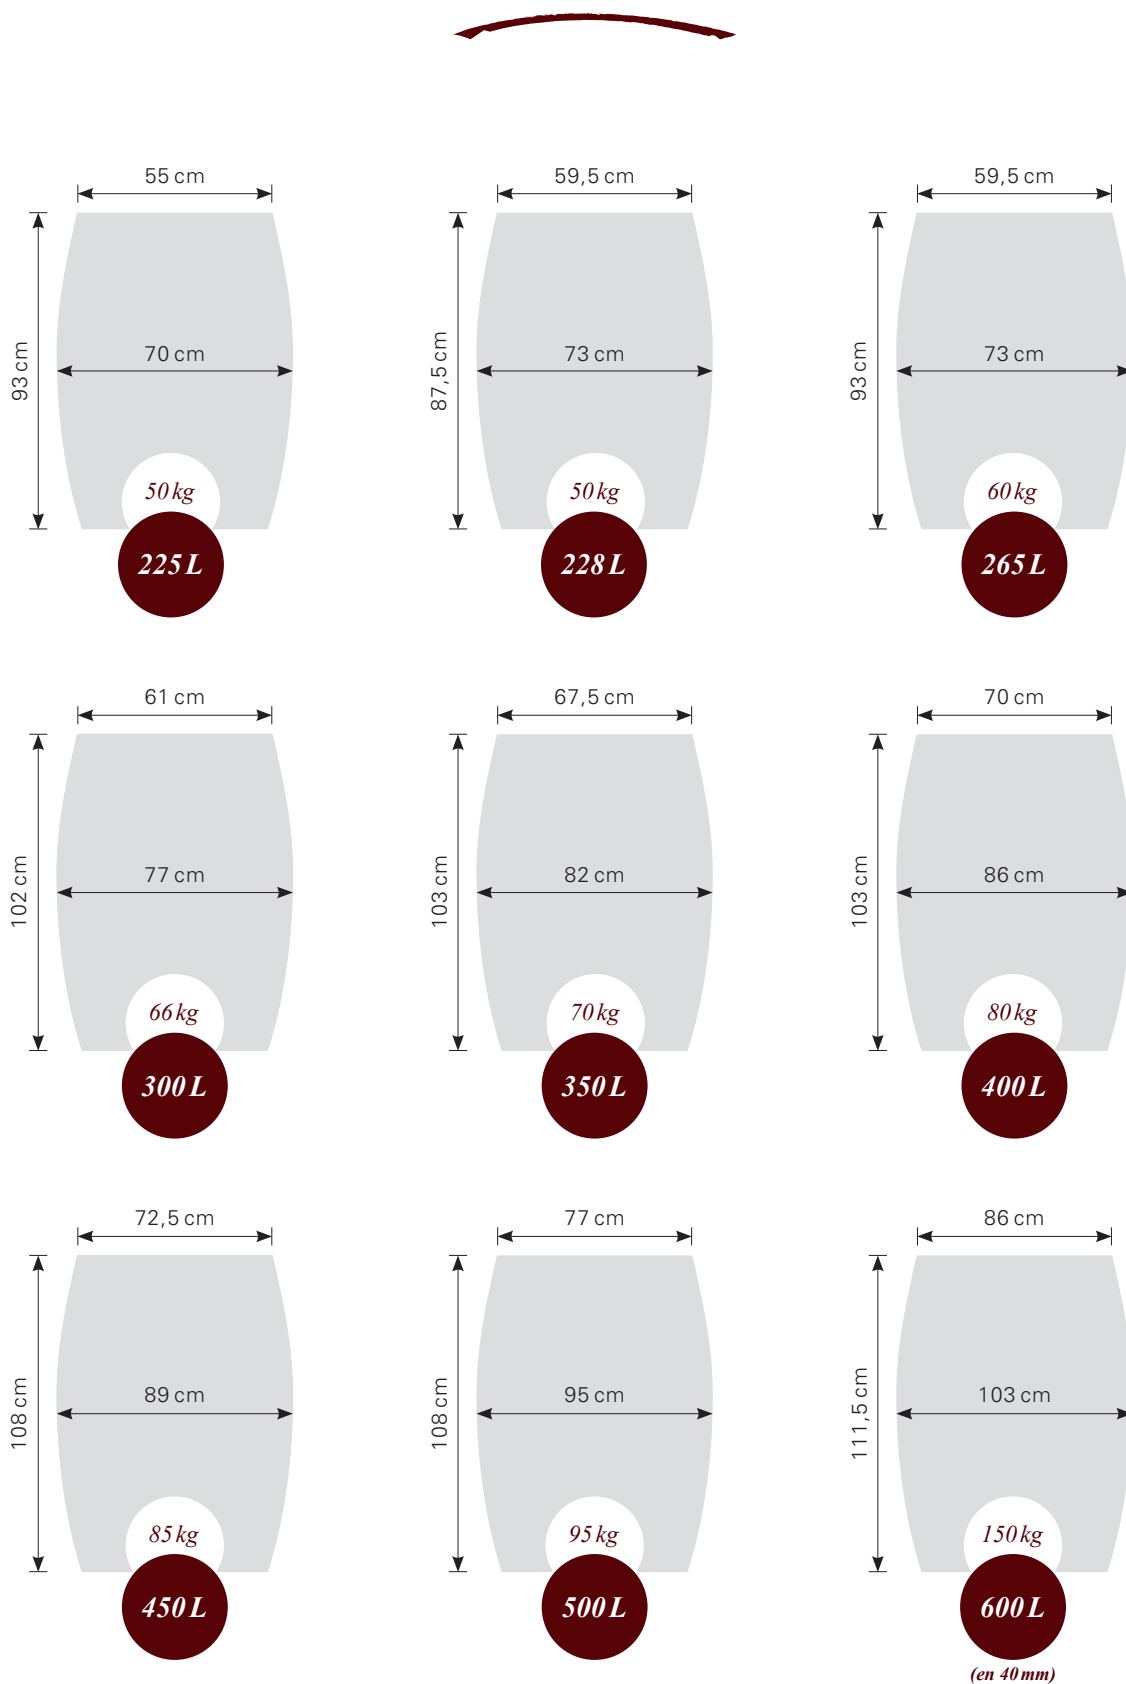 55 cm
93 cm
70 cm
50 kg
225 L
59,5 cm
87,5 cm
73 cm
50 kg
228 L
59,5 cm
93 cm
73 cm
60 kg
265 L
61 cm
102 cm
77 cm
66 kg
300 L
67,5 cm
103 cm
82 cm
70 kg
350 L
70 cm
103 cm
86 cm
80 kg
400 L
72,5 cm
108 cm
89 cm
85 kg
450 L
77 cm
108 cm
95 cm
95 kg
500 L
86 cm
111,5 cm
103 cm
150 kg
600 L
(en 40 mm)